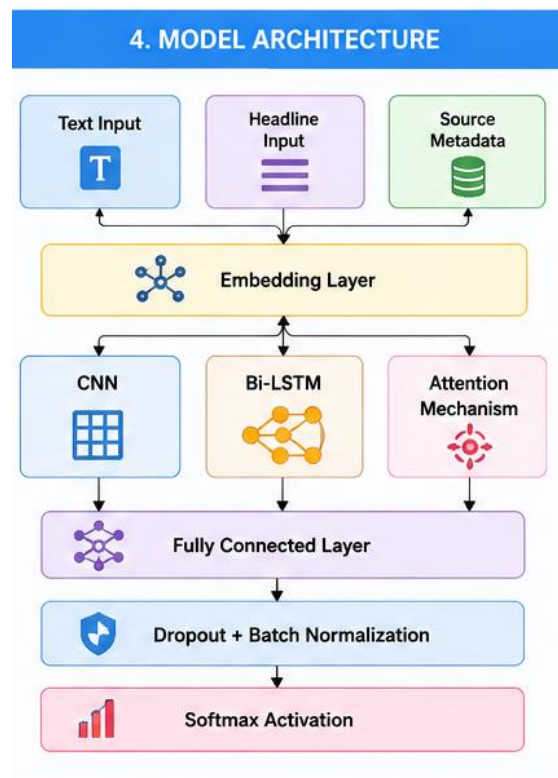 4. MODEL ARCHITECTURE
Text Input
T
Headline
Input
Source
Metadata
Embedding Layer
CNN
Bi-LSTM
Attention
Mechanism
Fully Connected Layer
Dropout + Batch Normalization
Softmax Activation